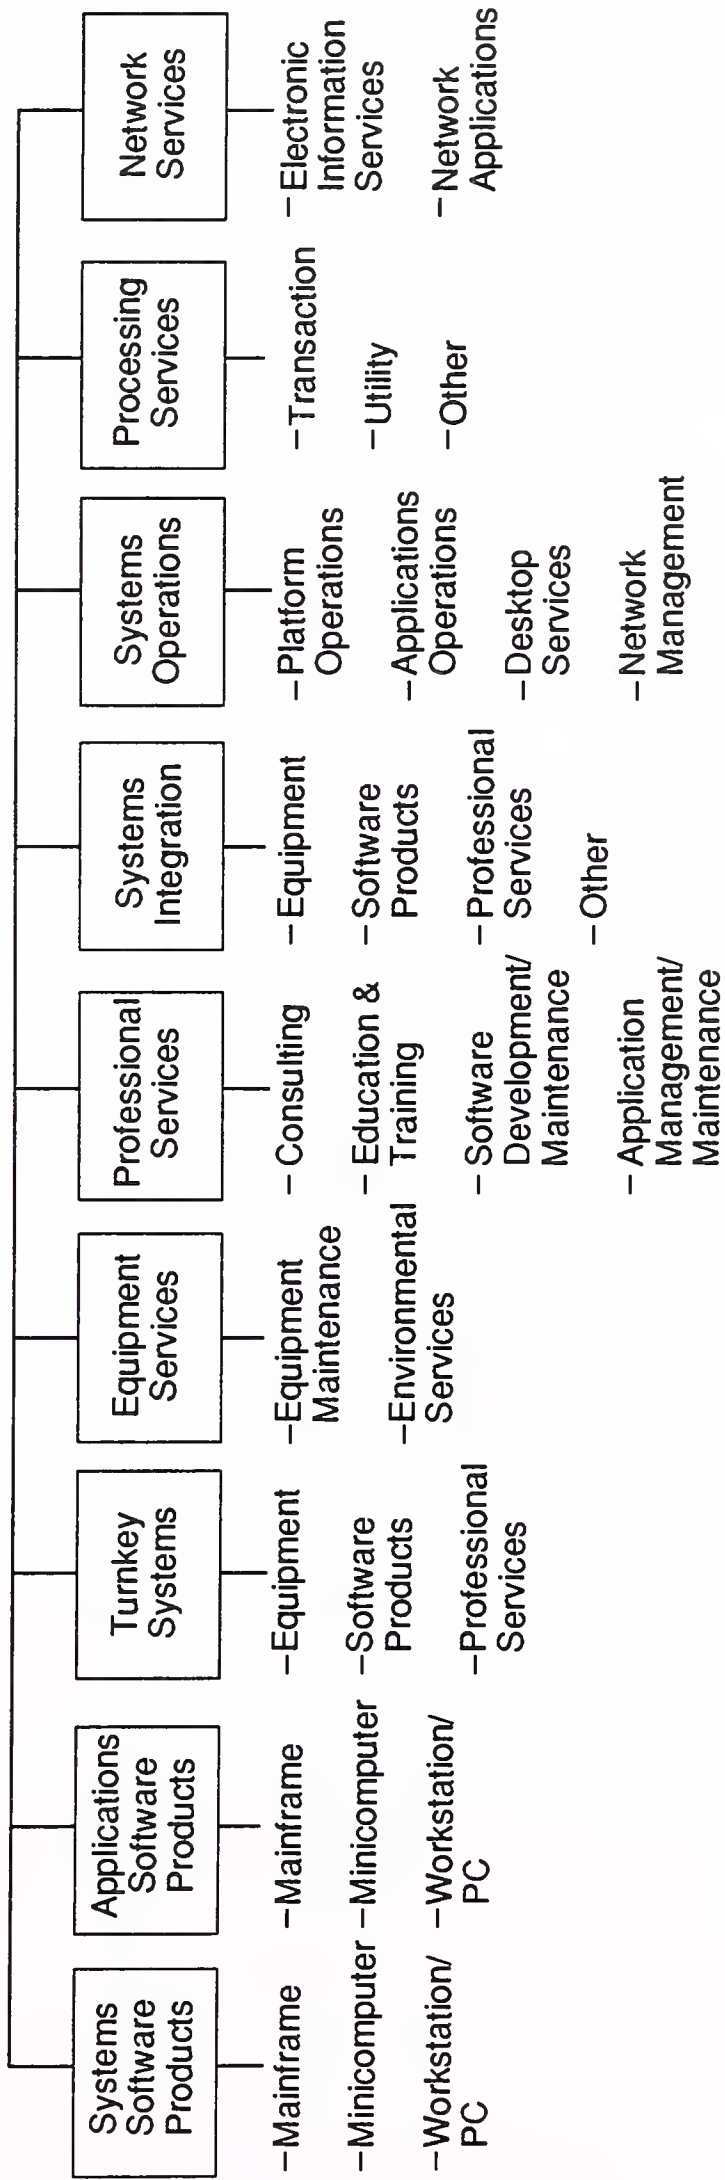 Systems
Software
Products
–Mainframe
–Minicomputer
–Workstation/
PC
Applications
Software
Products
–Mainframe
–Minicomputer
–Workstation/
PC
Turnkey
Systems
–Equipment
–Software
Products
–Professional
Services
Equipment
Services
–Equipment
Maintenance
–Environmental
Services
Professional
Services
– Consulting
– Education &
Training
– Software
Development/
Maintenance
– Application
Management/
Maintenance
Systems
Integration
–Equipment
–Software
Products
–Professional
Services
–Other
Systems
Operations
–Platform
Operations
–Applications
Operations
–Desktop
Services
–Network
Management
Processing
Services
–Transaction
–Utility
–Other
Network
Services
–Electronic
Information
Services
–Network
Applications